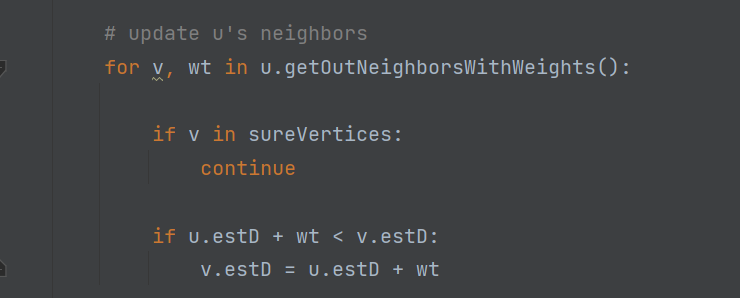 # update u's neighbors
for v, wt in u.getOutNeighborsWithWeights():
if v in sureVertices:
continue
if u.estD + wt < v.estD:
v.estD = u.estD + wt